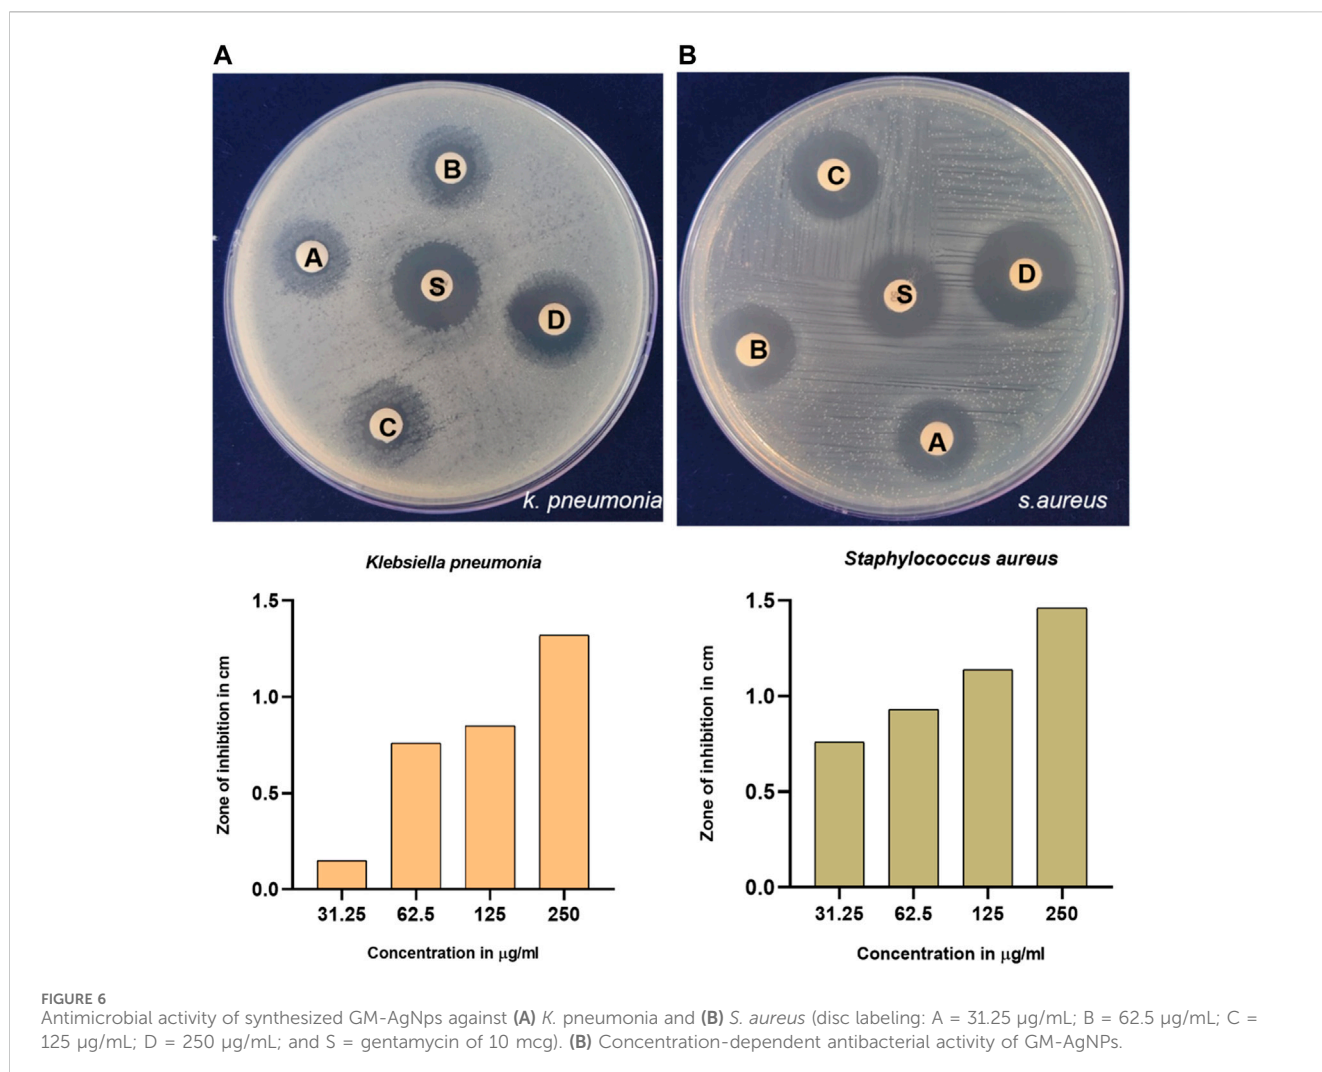 A
B
B
A
S
D
C
k. pneumonia
C
S
D
B
A
s.aureus
Klebsiella pneumonia
1.5
1.0
0.5
0.0
Zone of inhibition in cm
31.25 62.5 125 250
Concentration in µg/ml
Staphylococcus aureus
1.5
1.0
0.5
0.0
Zone of inhibition in cm
31.25 62.5 125 250
Concentration in µg/ml
FIGURE 6
Antimicrobial activity of synthesized GM-AgNps against (A) K. pneumonia and (B) S. aureus (disc labeling: A = 31.25 µg/mL; B = 62.5 µg/mL; C =
125 µg/mL; D = 250 µg/mL; and S = gentamycin of 10 mcg). (B) Concentration-dependent antibacterial activity of GM-AgNPs.